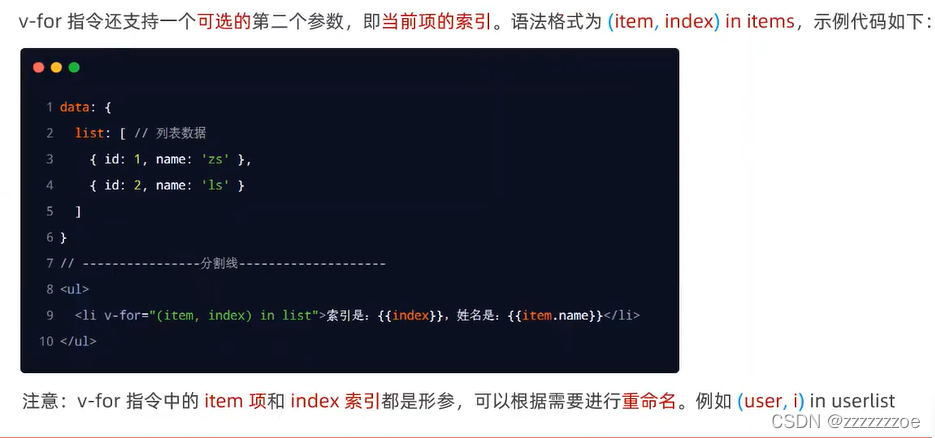 v-for 指令还支持一个可选的第二个参数，即当前项的索引。语法格式为 (item, index) in items，示例代码如下：
1 data: {
2   list: [ // 列表数据
3     { id: 1, name: 'zs' },
4     { id: 2, name: 'ls' }
5   ]
6 }
7 // ----------------分割线--------------------
8 <ul>
9   <li v-for="(item, index) in list">索引是：{{index}}，姓名是：{{item.name}}</li>
10 </ul>
注意：v-for 指令中的 item 项和 index 索引都是形参，可以根据需要进行重命名。例如 (user, i) in userlist
CSDN @zzzzzzzoe